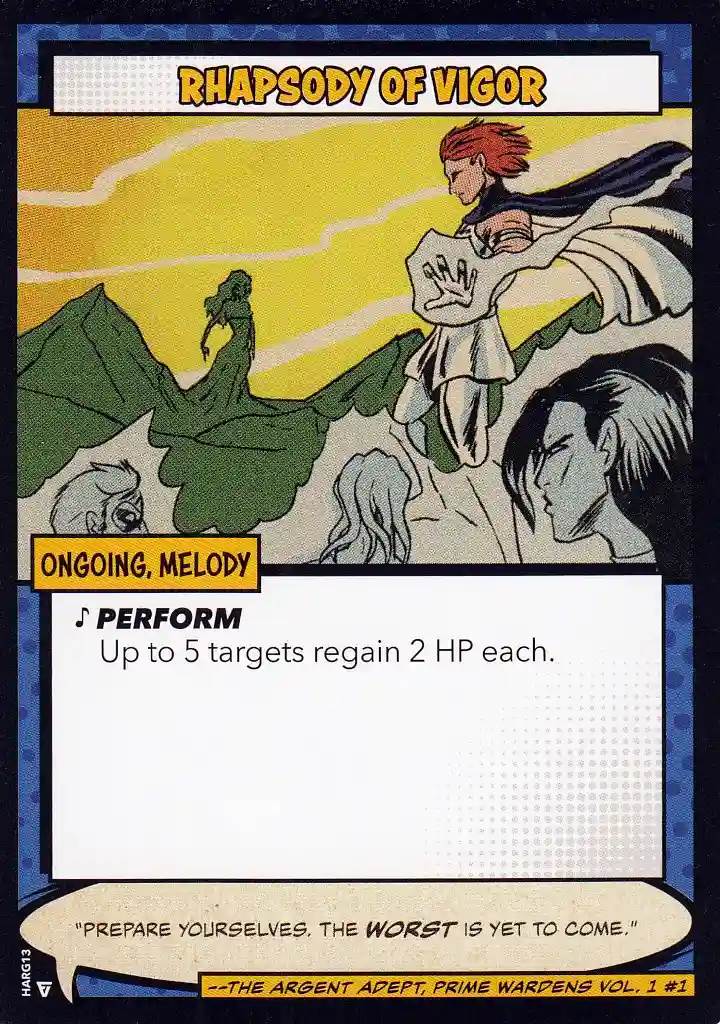 RHAPSODY OF VIGOR
ONGOING, MELODY
♪ PERFORM
Up to 5 targets regain 2 HP each.
"PREPARE YOURSELVES. THE WORST IS YET TO COME."
--THE ARGENT ADEPT, PRIME WARDENS VOL. 1 #1
HARG13